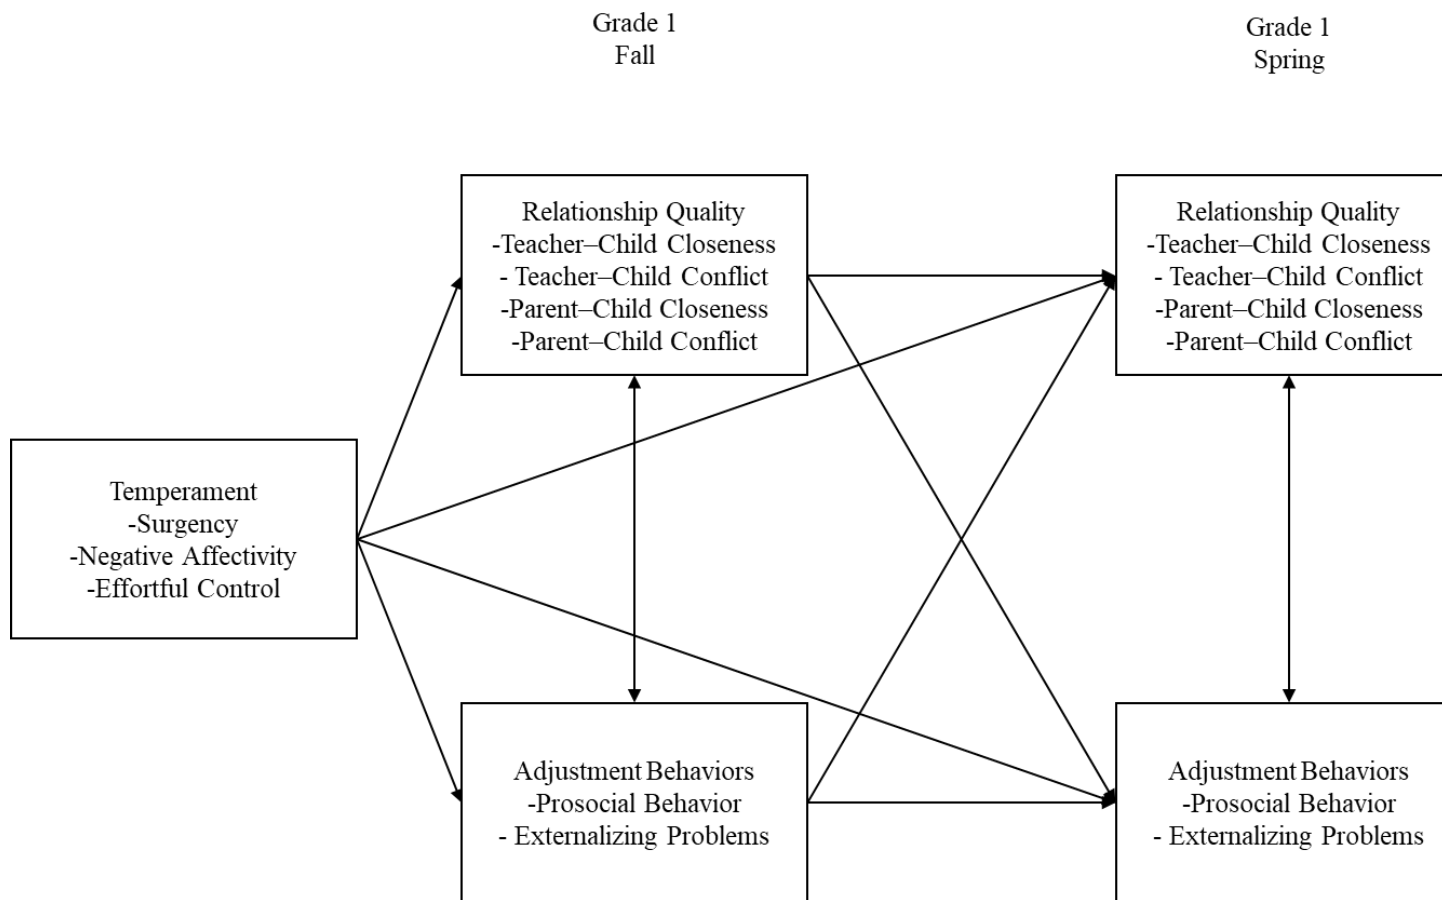 Grade 1
Fall
Grade 1
Spring
Relationship Quality
-Teacher–Child Closeness
- Teacher–Child Conflict
-Parent–Child Closeness
-Parent–Child Conflict
Relationship Quality
-Teacher–Child Closeness
- Teacher–Child Conflict
-Parent–Child Closeness
-Parent–Child Conflict
Temperament
-Surgency
-Negative Affectivity
-Effortful Control
Adjustment Behaviors
-Prosocial Behavior
- Externalizing Problems
Adjustment Behaviors
-Prosocial Behavior
- Externalizing Problems